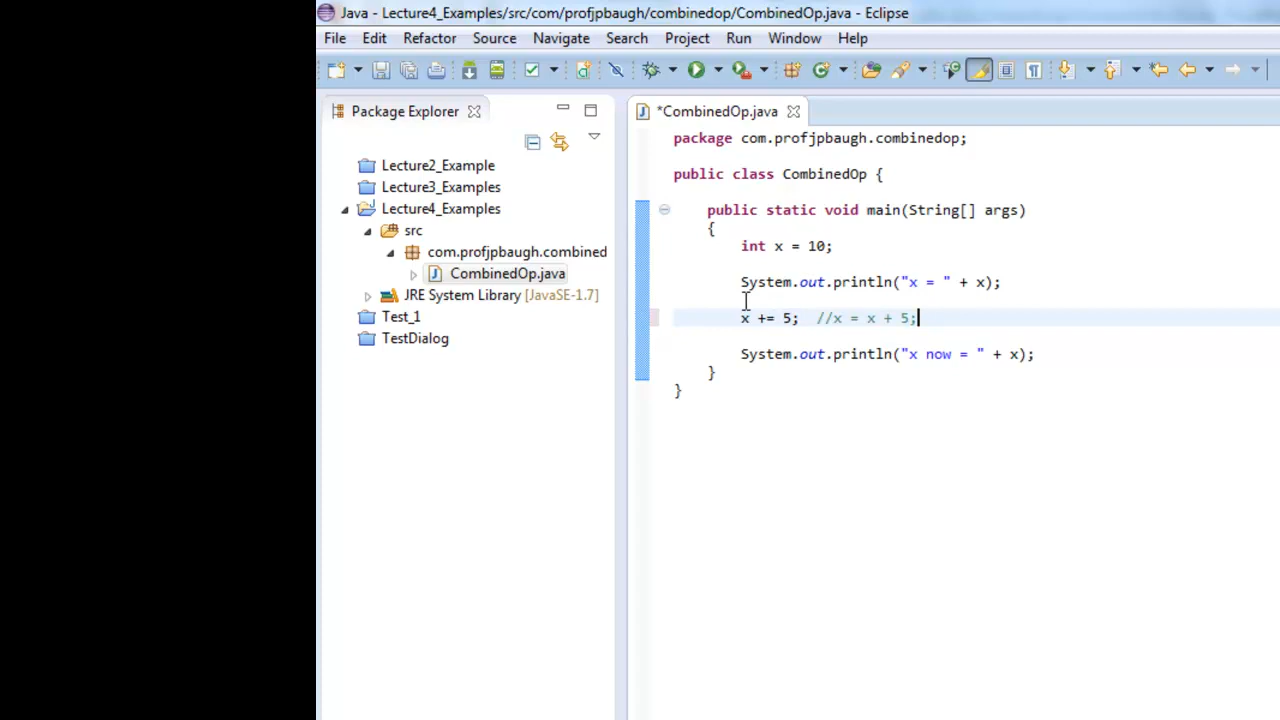 Java - Lecture4_Examples/src/com/profjpbaugh/combinedop/CombinedOp.java - Eclipse
File Edit Refactor Source Navigate Search Project Run Window Help
Package Explorer
Lecture2_Example
Lecture3_Examples
Lecture4_Examples
src
com.profjpbaugh.combined
CombinedOp.java
JRE System Library [JavaSE-1.7]
Test_1
TestDialog
*CombinedOp.java
package com.profjpbaugh.combinedop;
public class CombinedOp {
public static void main(String[] args)
{
int x = 10;
System.out.println("x = " + x);
x += 5;  //x = x + 5;
System.out.println("x now = " + x);
}
}